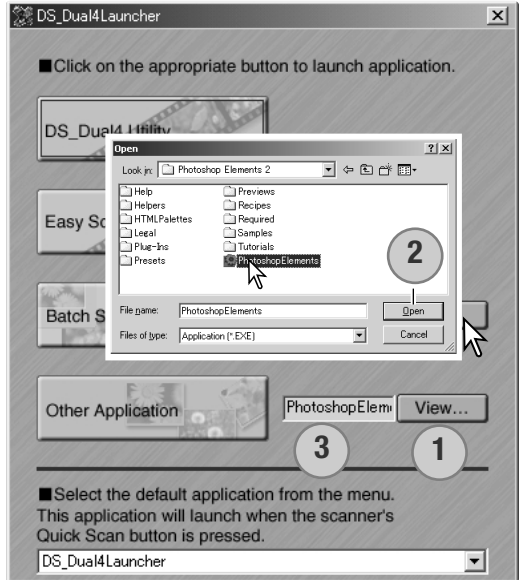 DS_Dual4Launcher
■Click on the appropriate button to launch application.
DS_Dual4 Utility
Open
Look in: Photoshop Elements 2
Help
Helpers
HTMLPalettes
Legal
Plug-Ins
Presets
Previews
Recipes
Required
Samples
Tutorials
PhotoshopElements
2
File name: PhotoshopElements Open
Files of type: Application (*.EXE) Cancel
Easy Sc
Batch S
Other Application PhotoshopElem View...
3 1
■Select the default application from the menu.
This application will launch when the scanner's
Quick Scan button is pressed.
DS_Dual4Launcher